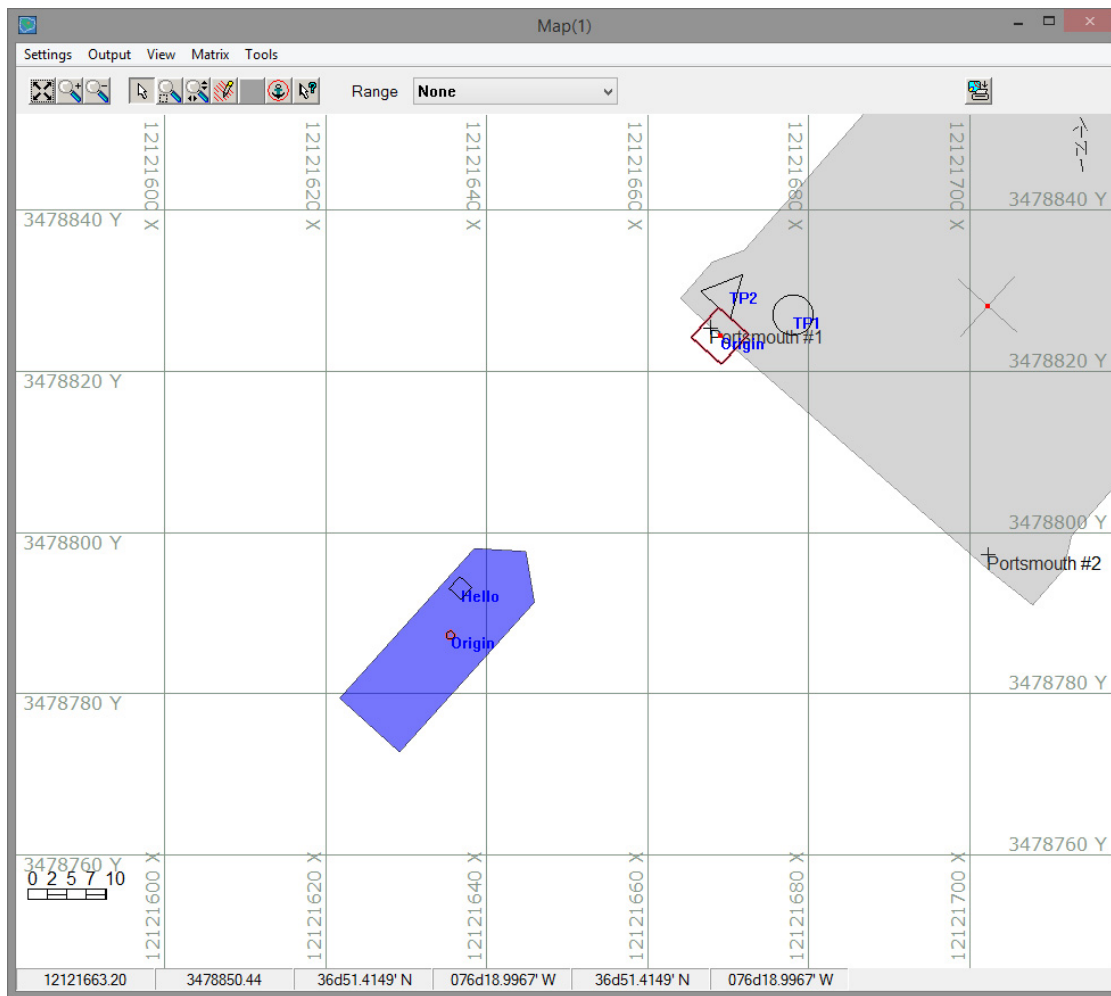 Map(1)
Settings Output View Matrix Tools
Range None
12121600 X
12121620 X
12121640 X
12121660 X
12121680 X
12121700 X
N
3478840 Y
3478840 Y
TP2
TP1
Portsmouth #1
Origin
3478820 Y
3478820 Y
3478800 Y
3478800 Y
Portsmouth #2
Hello
Origin
3478780 Y
3478780 Y
3478760 Y
3478760 Y
0 2 5 7 10
12121600 X
12121620 X
12121640 X
12121660 X
12121680 X
12121700 X
12121663.20 3478850.44 36d51.4149' N 076d18.9967' W 36d51.4149' N 076d18.9967' W